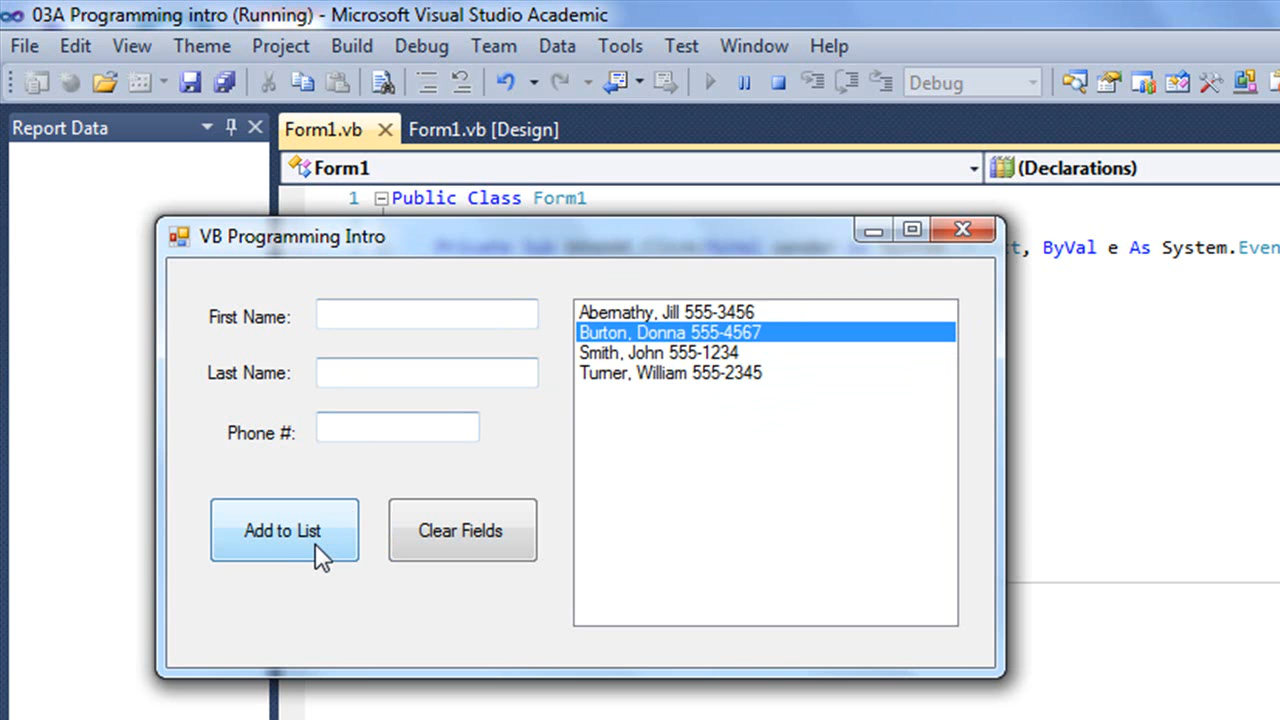 03A Programming intro (Running) - Microsoft Visual Studio Academic
File Edit View Theme Project Build Debug Team Data Tools Test Window Help
Debug
Report Data
Form1.vb Form1.vb [Design]
Form1 (Declarations)
1 Public Class Form1
Private Sub sender ByVal e As System.Even
VB Programming Intro
First Name:
Last Name:
Phone #:
Add to List Clear Fields
Abernathy, Jill 555-3456
Burton, Donna 555-4567
Smith, John 555-1234
Turner, William 555-2345